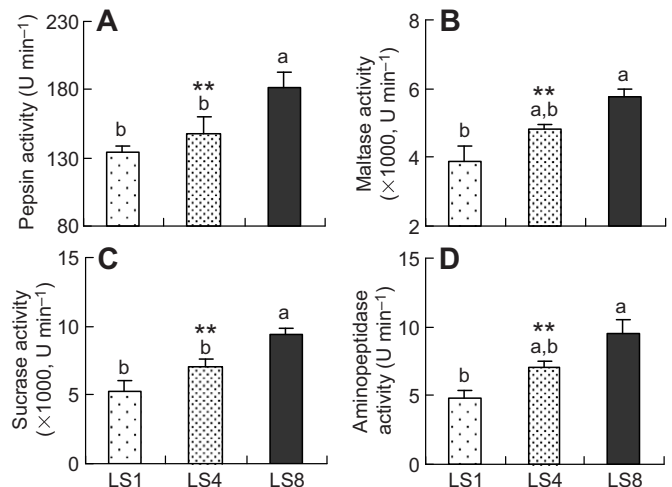 A
Pepsin activity (U min⁻¹)
230
180
130
80
b
**
b
a
B
Maltase activity
(×1000, U min⁻¹)
8
6
4
2
b
**
a,b
a
C
Sucrase activity
(×1000, U min⁻¹)
15
10
5
0
b
**
b
a
LS1 LS4 LS8
D
Aminopeptidase
activity (U min⁻¹)
15
10
5
0
b
**
a,b
a
LS1 LS4 LS8